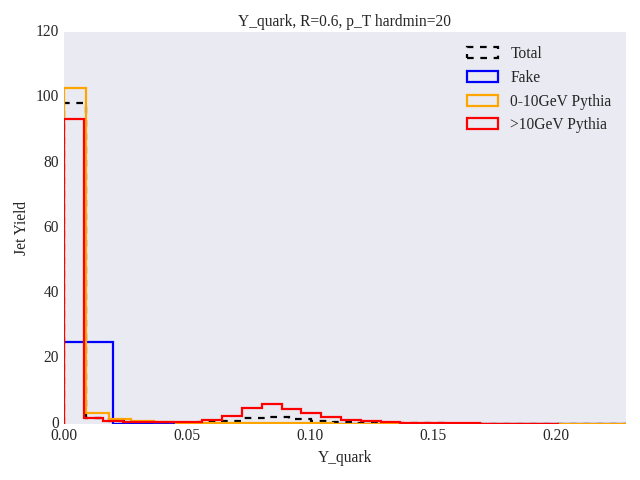 Y_quark, R=0.6, p_T hardmin=20
120
100
80
60
40
20
0
Jet Yield
Total
Fake
0-10GeV Pythia
>10GeV Pythia
0.00 0.05 0.10 0.15 0.20
Y_quark